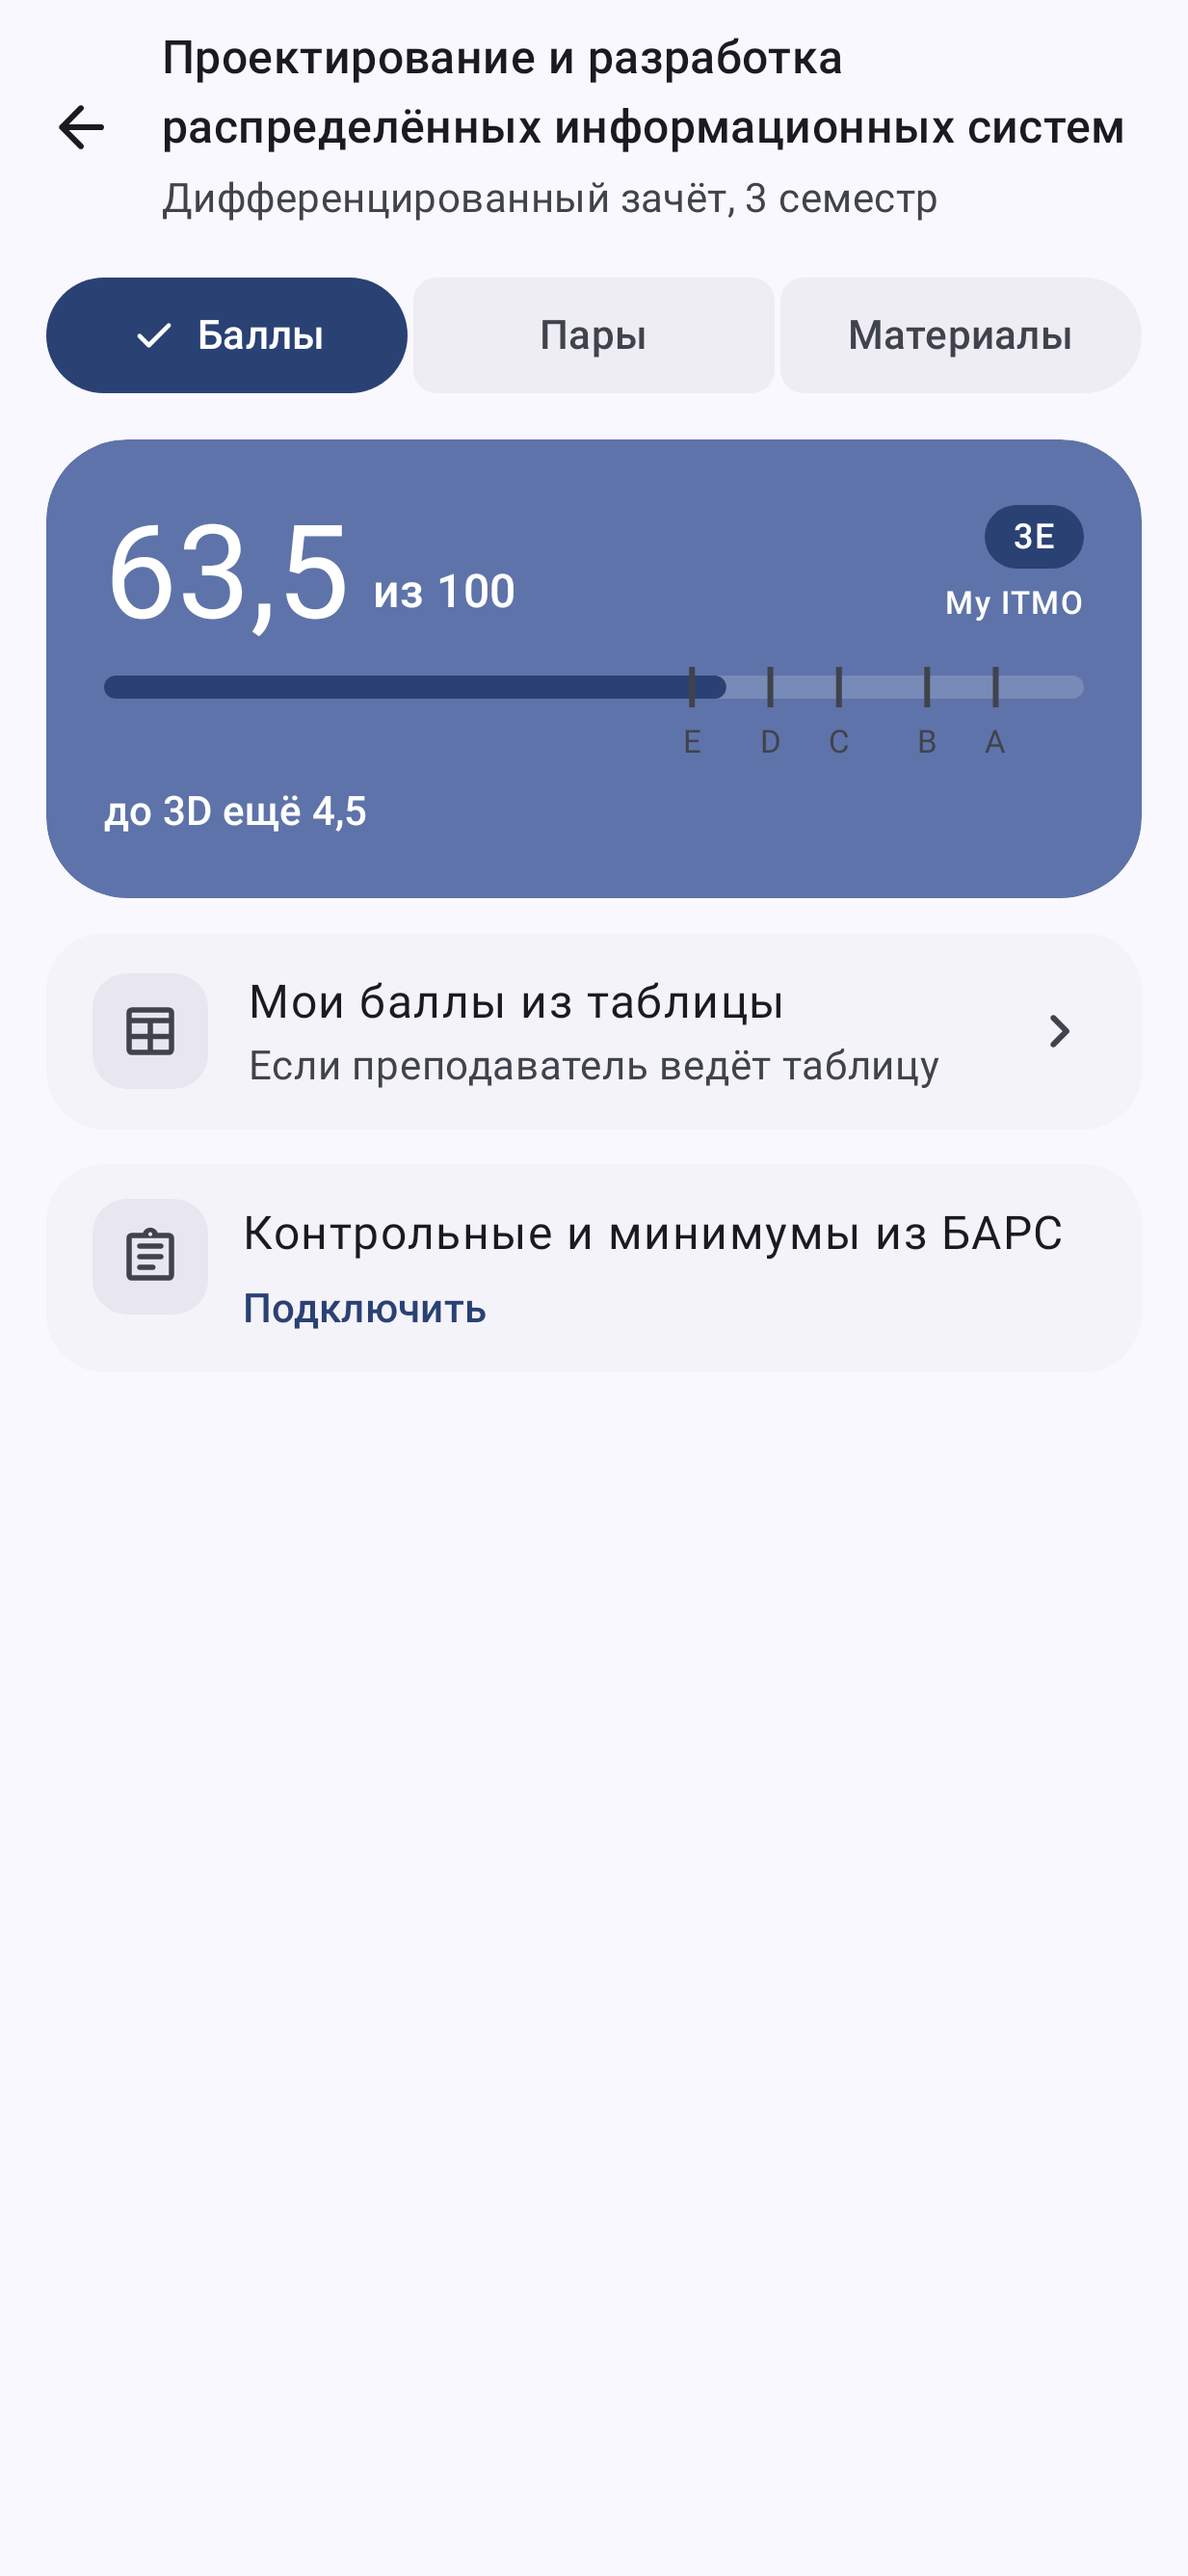 Проектирование и разработка
распределённых информационных систем
Дифференцированный зачёт, 3 семестр
Баллы
Пары
Материалы
63,5 из 100
3E
My ITMO
E D C B A
до 3D ещё 4,5
Мои баллы из таблицы
Если преподаватель ведёт таблицу
Контрольные и минимумы из БАРС
Подключить